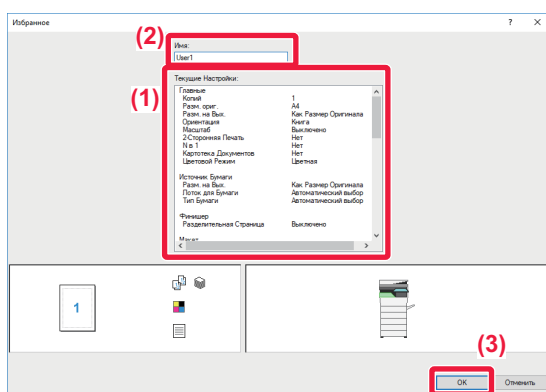 Избранное ? ×
(2)
Имя:
User1
(1)
Текущие Настройки:
Главные
Копий 1
Разм. ориг. A4
Разм. на Вых. Как Размер Оригинала
Ориентация Книга
Масштаб Выключено
2-Сторонняя Печать Нет
N в 1 Нет
Картотека Документов Нет
Цветовой Режим Цветная
Источник Бумаги
Разм. на Вых. Как Размер Оригинала
Лоток для Бумаги Автоматический выбор
Тип Бумаги Автоматический выбор
Финишер
Разделительная Страница Выключено
Макет
1
(3)
OK Отменить